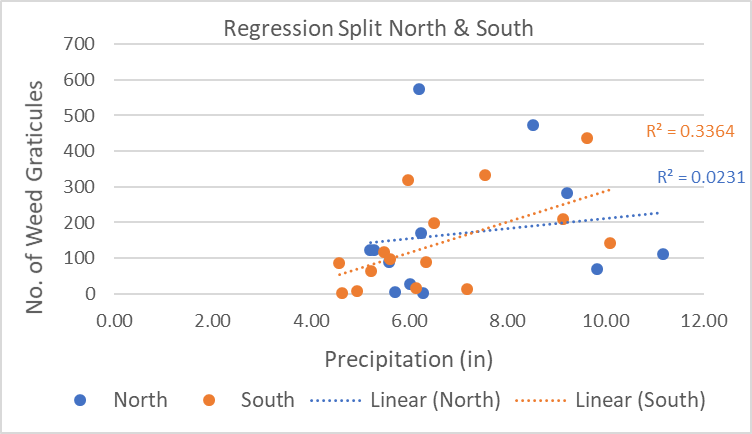 Regression Split North & South
No. of Weed Graticules
700
600
500
400
300
200
100
0
R² = 0.3364
R² = 0.0231
0.00 2.00 4.00 6.00 8.00 10.00 12.00
Precipitation (in)
North South Linear (North) Linear (South)